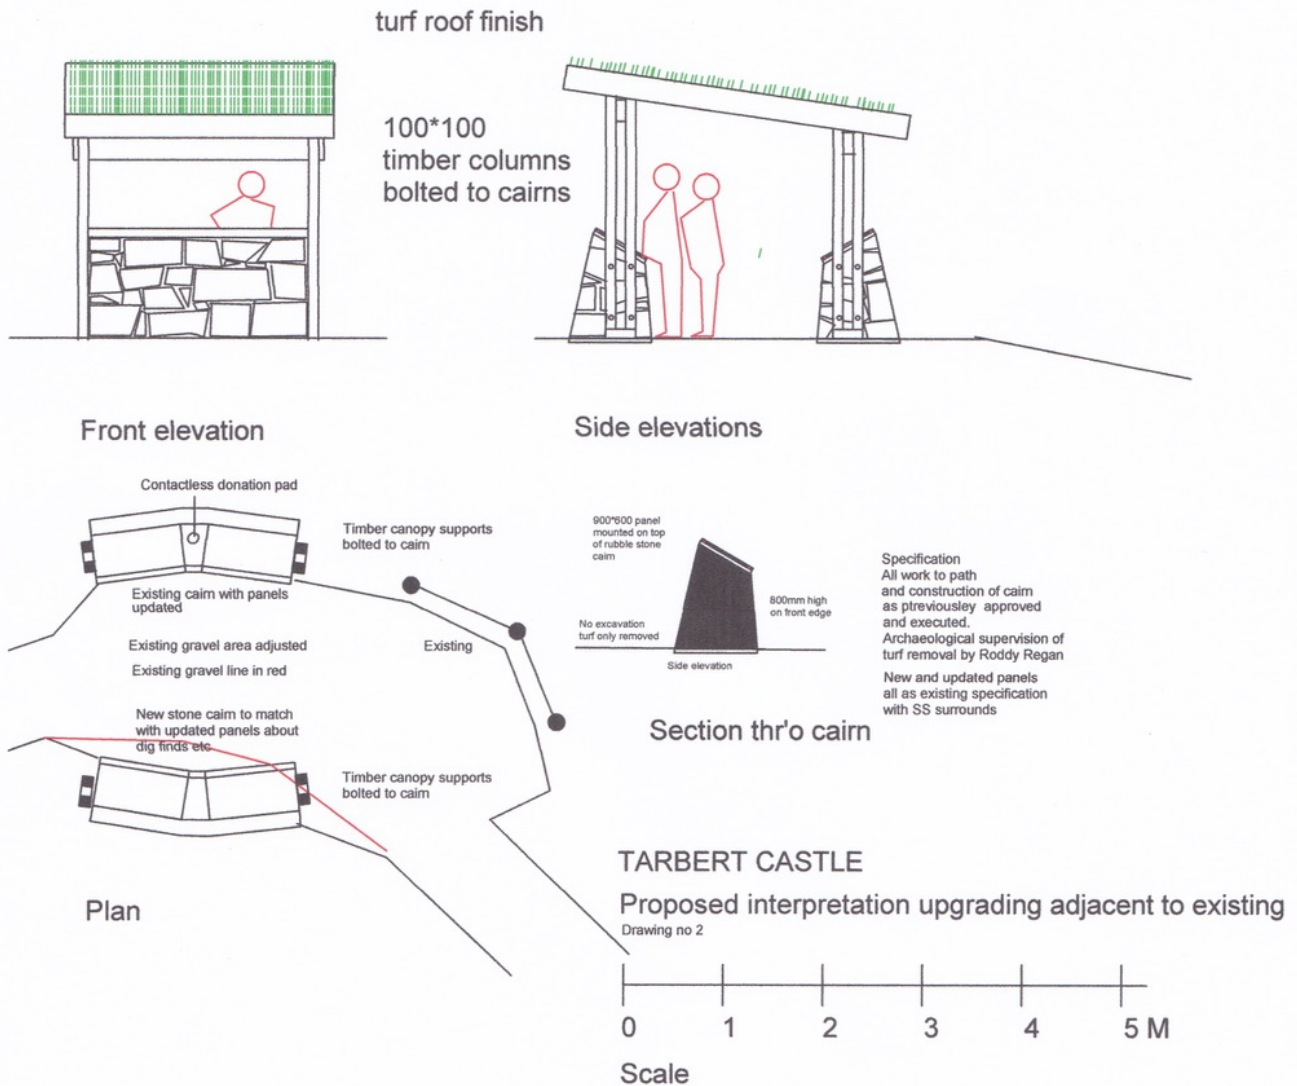 turf roof finish
100*100
timber columns
bolted to cairns
Front elevation
Side elevations
Contactless donation pad
Timber canopy supports
bolted to cairn
Existing cairn with panels
updated
Existing gravel area adjusted
Existing gravel line in red
Existing
New stone cairn to match
with updated panels about
dig finds etc
Timber canopy supports
bolted to cairn
Plan
900*600 panel
mounted on top
of rubble stone
cairn
800mm high
on front edge
No excavation
turf only removed
Side elevation
Section thr'o cairn
Specification
All work to path
and construction of cairn
as ptreviousley approved
and executed.
Archaeological supervision of
turf removal by Roddy Regan
New and updated panels
all as existing specification
with SS surrounds
TARBERT CASTLE
Proposed interpretation upgrading adjacent to existing
Drawing no 2
0 1 2 3 4 5 M
Scale